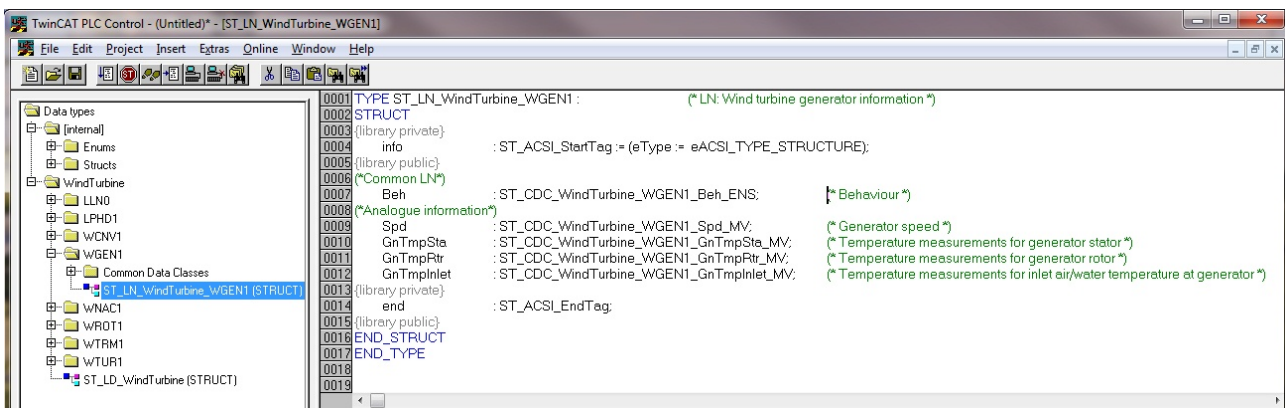 TwinCAT PLC Control - (Untitled)* - [ST_LN_WindTurbine_WGEN1]
File Edit Project Insert Extras Online Window Help
Data types
[internal]
Enums
Structs
WindTurbine
LLN0
LPHD1
WCNV1
WGEN1
Common Data Classes
ST_LN_WindTurbine_WGEN1 (STRUCT)
WNAC1
WROT1
WTRM1
WTUR1
ST_LD_WindTurbine (STRUCT)
0001 TYPE ST_LN_WindTurbine_WGEN1 : (* LN: Wind turbine generator information *)
0002 STRUCT
0003 {library private}
0004 info : ST_ACSI_StartTag := (eType := eACSI_TYPE_STRUCTURE);
0005 {library public}
0006 (*Common LN*)
0007 Beh : ST_CDC_WindTurbine_WGEN1_Beh_ENS; (* Behaviour *)
0008 (*Analogue information*)
0009 Spd : ST_CDC_WindTurbine_WGEN1_Spd_MV; (* Generator speed *)
0010 GnTmpSta : ST_CDC_WindTurbine_WGEN1_GnTmpSta_MV; (* Temperature measurements for generator stator *)
0011 GnTmpRtr : ST_CDC_WindTurbine_WGEN1_GnTmpRtr_MV; (* Temperature measurements for generator rotor *)
0012 GnTmpInlet : ST_CDC_WindTurbine_WGEN1_GnTmpInlet_MV; (* Temperature measurements for inlet air/water temperature at generator *)
0013 {library private}
0014 end : ST_ACSI_EndTag;
0015 {library public}
0016 END_STRUCT
0017 END_TYPE
0018
0019